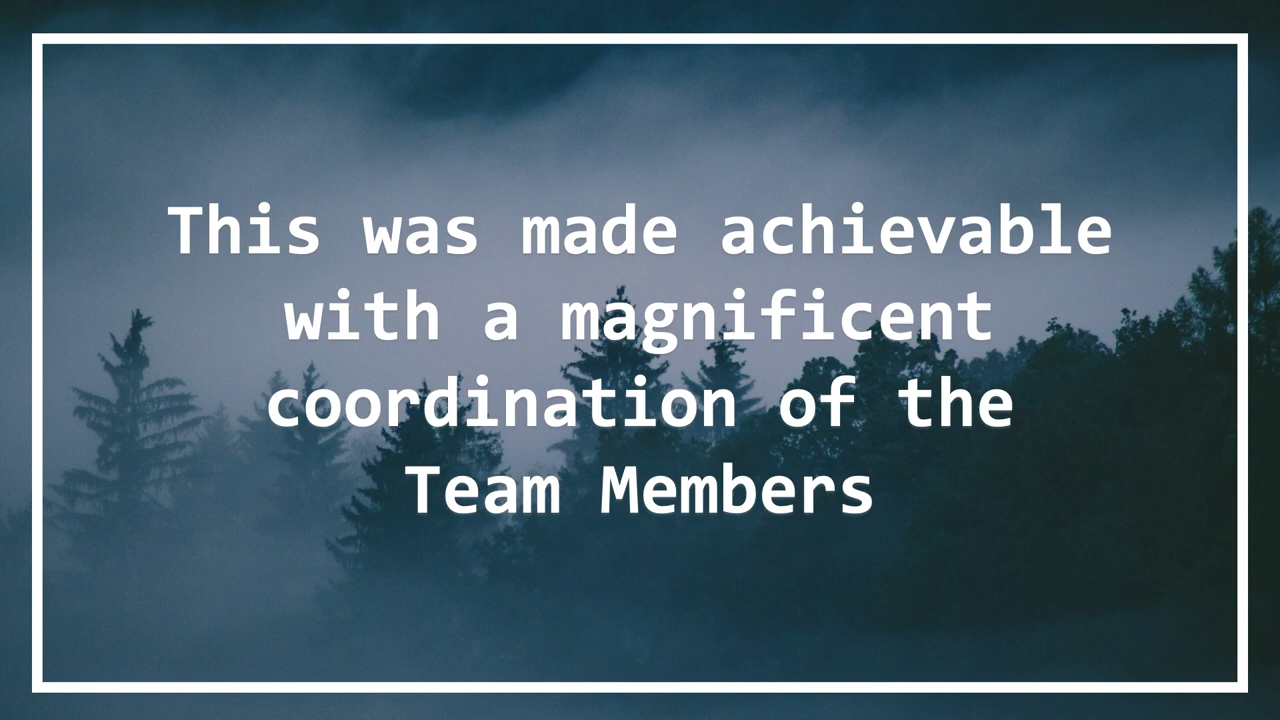 This was made achievable
with a magnificent
coordination of the
Team Members